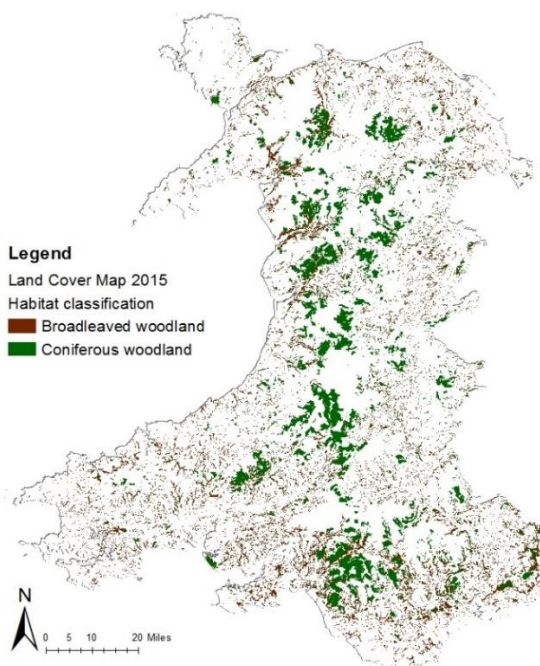 Legend
Land Cover Map 2015
Habitat classification
Broadleaved woodland
Coniferous woodland
N
0 5 10 20 Miles